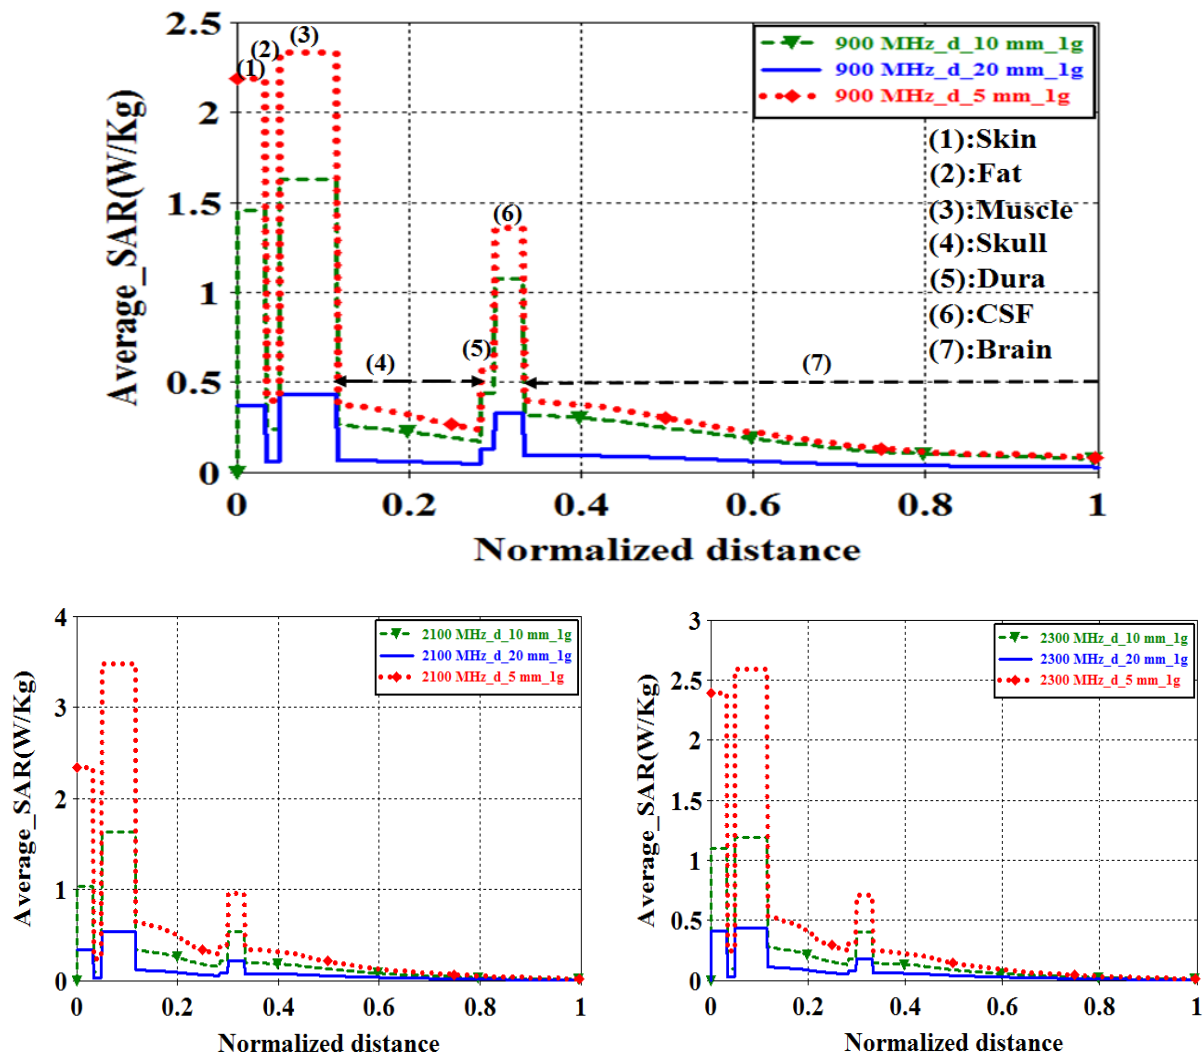 2.5
2
1.5
1
0.5
0
Average_SAR(W/Kg)
(1)
(2)
(3)
(4)
(5)
(6)
(7)
900 MHz_d_10 mm_1g
900 MHz_d_20 mm_1g
900 MHz_d_5 mm_1g
(1):Skin
(2):Fat
(3):Muscle
(4):Skull
(5):Dura
(6):CSF
(7):Brain
0 0.2 0.4 0.6 0.8 1
Normalized distance
4
3
2
1
0
Average_SAR(W/Kg)
2100 MHz_d_10 mm_1g
2100 MHz_d_20 mm_1g
2100 MHz_d_5 mm_1g
0 0.2 0.4 0.6 0.8 1
Normalized distance
3
2.5
2
1.5
1
0.5
0
Average_SAR(W/Kg)
2300 MHz_d_10 mm_1g
2300 MHz_d_20 mm_1g
2300 MHz_d_5 mm_1g
0 0.2 0.4 0.6 0.8 1
Normalized distance